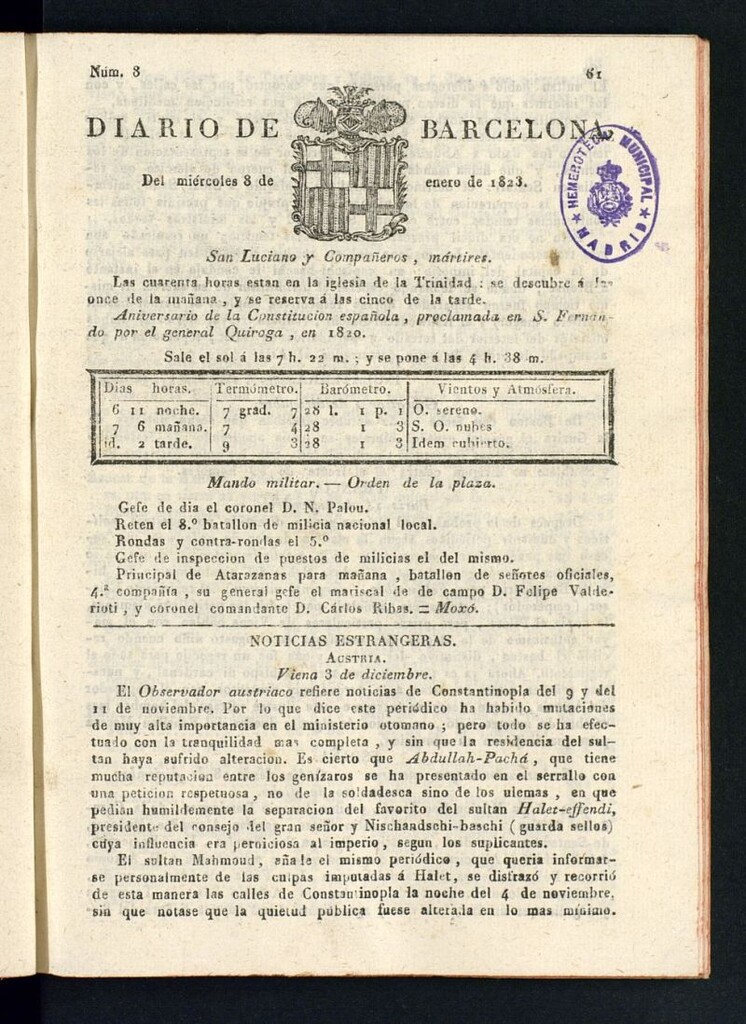 Núm. 8
61
DIARIO DE BARCELONA,
Del miércoles 8 de enero de 1823.
HEMEROTECA MUNICIPAL
★ MADRID ★
San Luciano y Compañeros, mártires.
Las cuarenta horas estan en la iglesia de la Trinidad: se descubre á las
once de la mañana, y se reserva á las cinco de la tarde.
Aniversario de la Constitucion española, proclamada en S. Fernan-
do por el general Quiroga, en 1820.
Sale el sol á las 7 h. 22 m.; y se pone á las 4 h. 38 m.
Dias horas. Termómetro. Barómetro. Vientos y Atmósfera.
6 11 noche. 7 grad. 7 28 l. 1 p. 1 O. sereno.
7 6 mañana. 7 4 28 1 3 S. O. nubes
id. 2 tarde. 9 3 28 1 3 Idem cubierto.
Mando militar. — Orden de la plaza.
Gefe de dia el coronel D. N. Palou.
Reten el 8.º batallon de milicia nacional local.
Rondas y contra-rondas el 5.º
Gefe de inspeccion de puestos de milicias el del mismo.
Principal de Atarazanas para mañana, batallon de señores oficiales,
4.ª compañía, su general gefe el mariscal de de campo D. Felipe Valde-
rioti, y coronel comandante D. Cárlos Ribas. = Moxó.
NOTICIAS ESTRANGERAS.
AUSTRIA.
Viena 3 de diciembre.
El Observador austriaco refiere noticias de Constantinopla del 9 y del
11 de noviembre. Por lo que dice este periódico ha habido mutaciones
de muy alta importancia en el ministerio otomano; pero todo se ha efec-
tuado con la tranquilidad mas completa, y sin que la residencia del sul-
tan haya sufrido alteracion. Es cierto que Abdullah-Pachá, que tiene
mucha reputacion entre los genízaros se ha presentado en el serrallo con
una peticion respetuosa, no de la soldadesca sino de los ulemas, en que
pedian humildemente la separacion del favorito del sultan Halet-effendi,
presidente del consejo del gran señor y Nischandschi-baschi (guarda sellos)
cuya influencia era perniciosa al imperio, segun los suplicantes.
El sultan Mahmoud, añade el mismo periódico, que queria informar-
se personalmente de las culpas imputadas á Halet, se disfrazó y recorrió
de esta manera las calles de Constantinopla la noche del 4 de noviembre,
sin que notase que la quietud pública fuese alterada en lo mas mínimo.